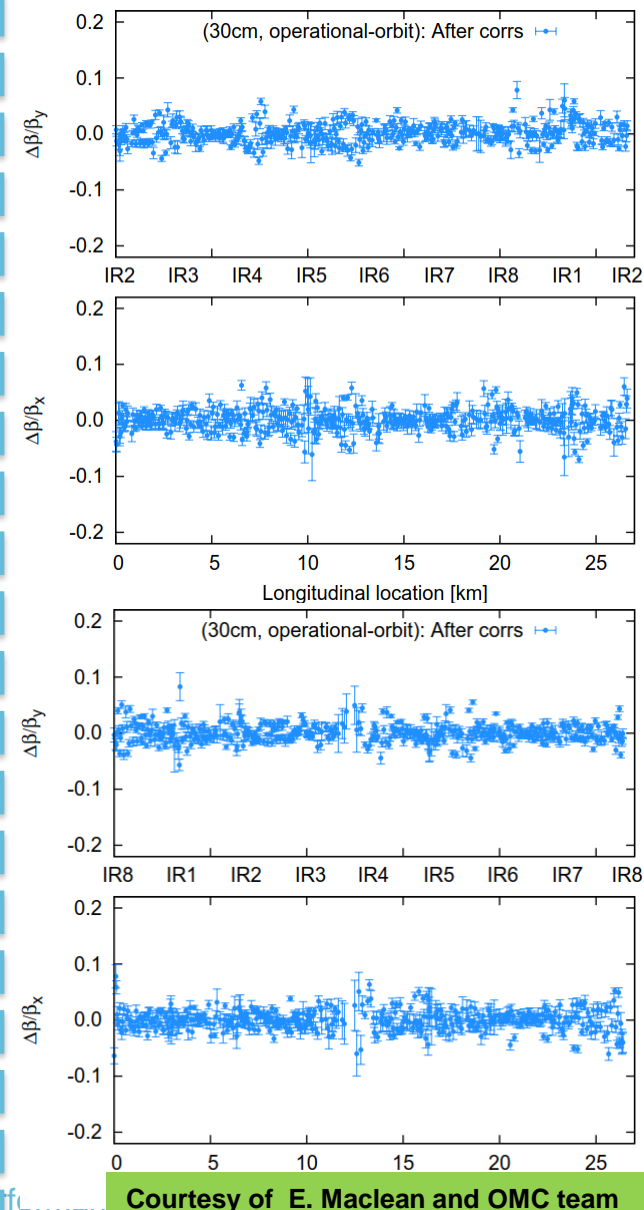 (30cm, operational-orbit): After corrs
0.2
0.1
0.0
-0.1
-0.2
Δβ/βy
IR2 IR3 IR4 IR5 IR6 IR7 IR8 IR1 IR2
0.2
0.1
0.0
-0.1
-0.2
Δβ/βx
0 5 10 15 20 25
Longitudinal location [km]
(30cm, operational-orbit): After corrs
0.2
0.1
0.0
-0.1
-0.2
Δβ/βy
IR8 IR1 IR2 IR3 IR4 IR5 IR6 IR7 IR8
0.2
0.1
0.0
-0.1
-0.2
Δβ/βx
0 5 10 15 20 25
Courtesy of E. Maclean and OMC team